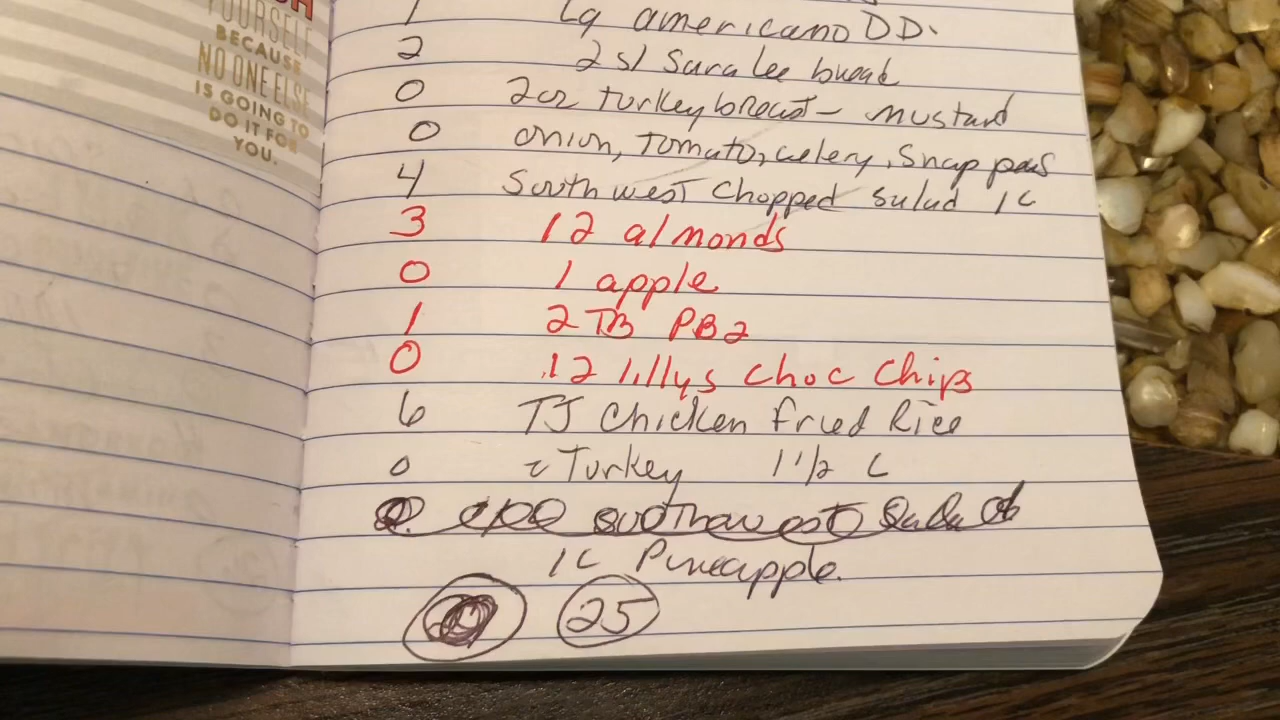 YOURSELF
BECAUSE
NO ONE ELSE
IS GOING TO
DO IT FOR
YOU.
1 Lg americano DD.
2 2 sl Sara Lee bread
0 2oz Turkey breast - mustard
0 onion, Tomato, celery, Snap peas
4 Southwest Chopped Salad 1C
3 12 almonds
0 1 apple
1 2 TB PB2
0 12 lillys Choc Chips
6 TJ Chicken Fried Rice
0 Turkey 1 1/2 C
1C Pineapple.
25